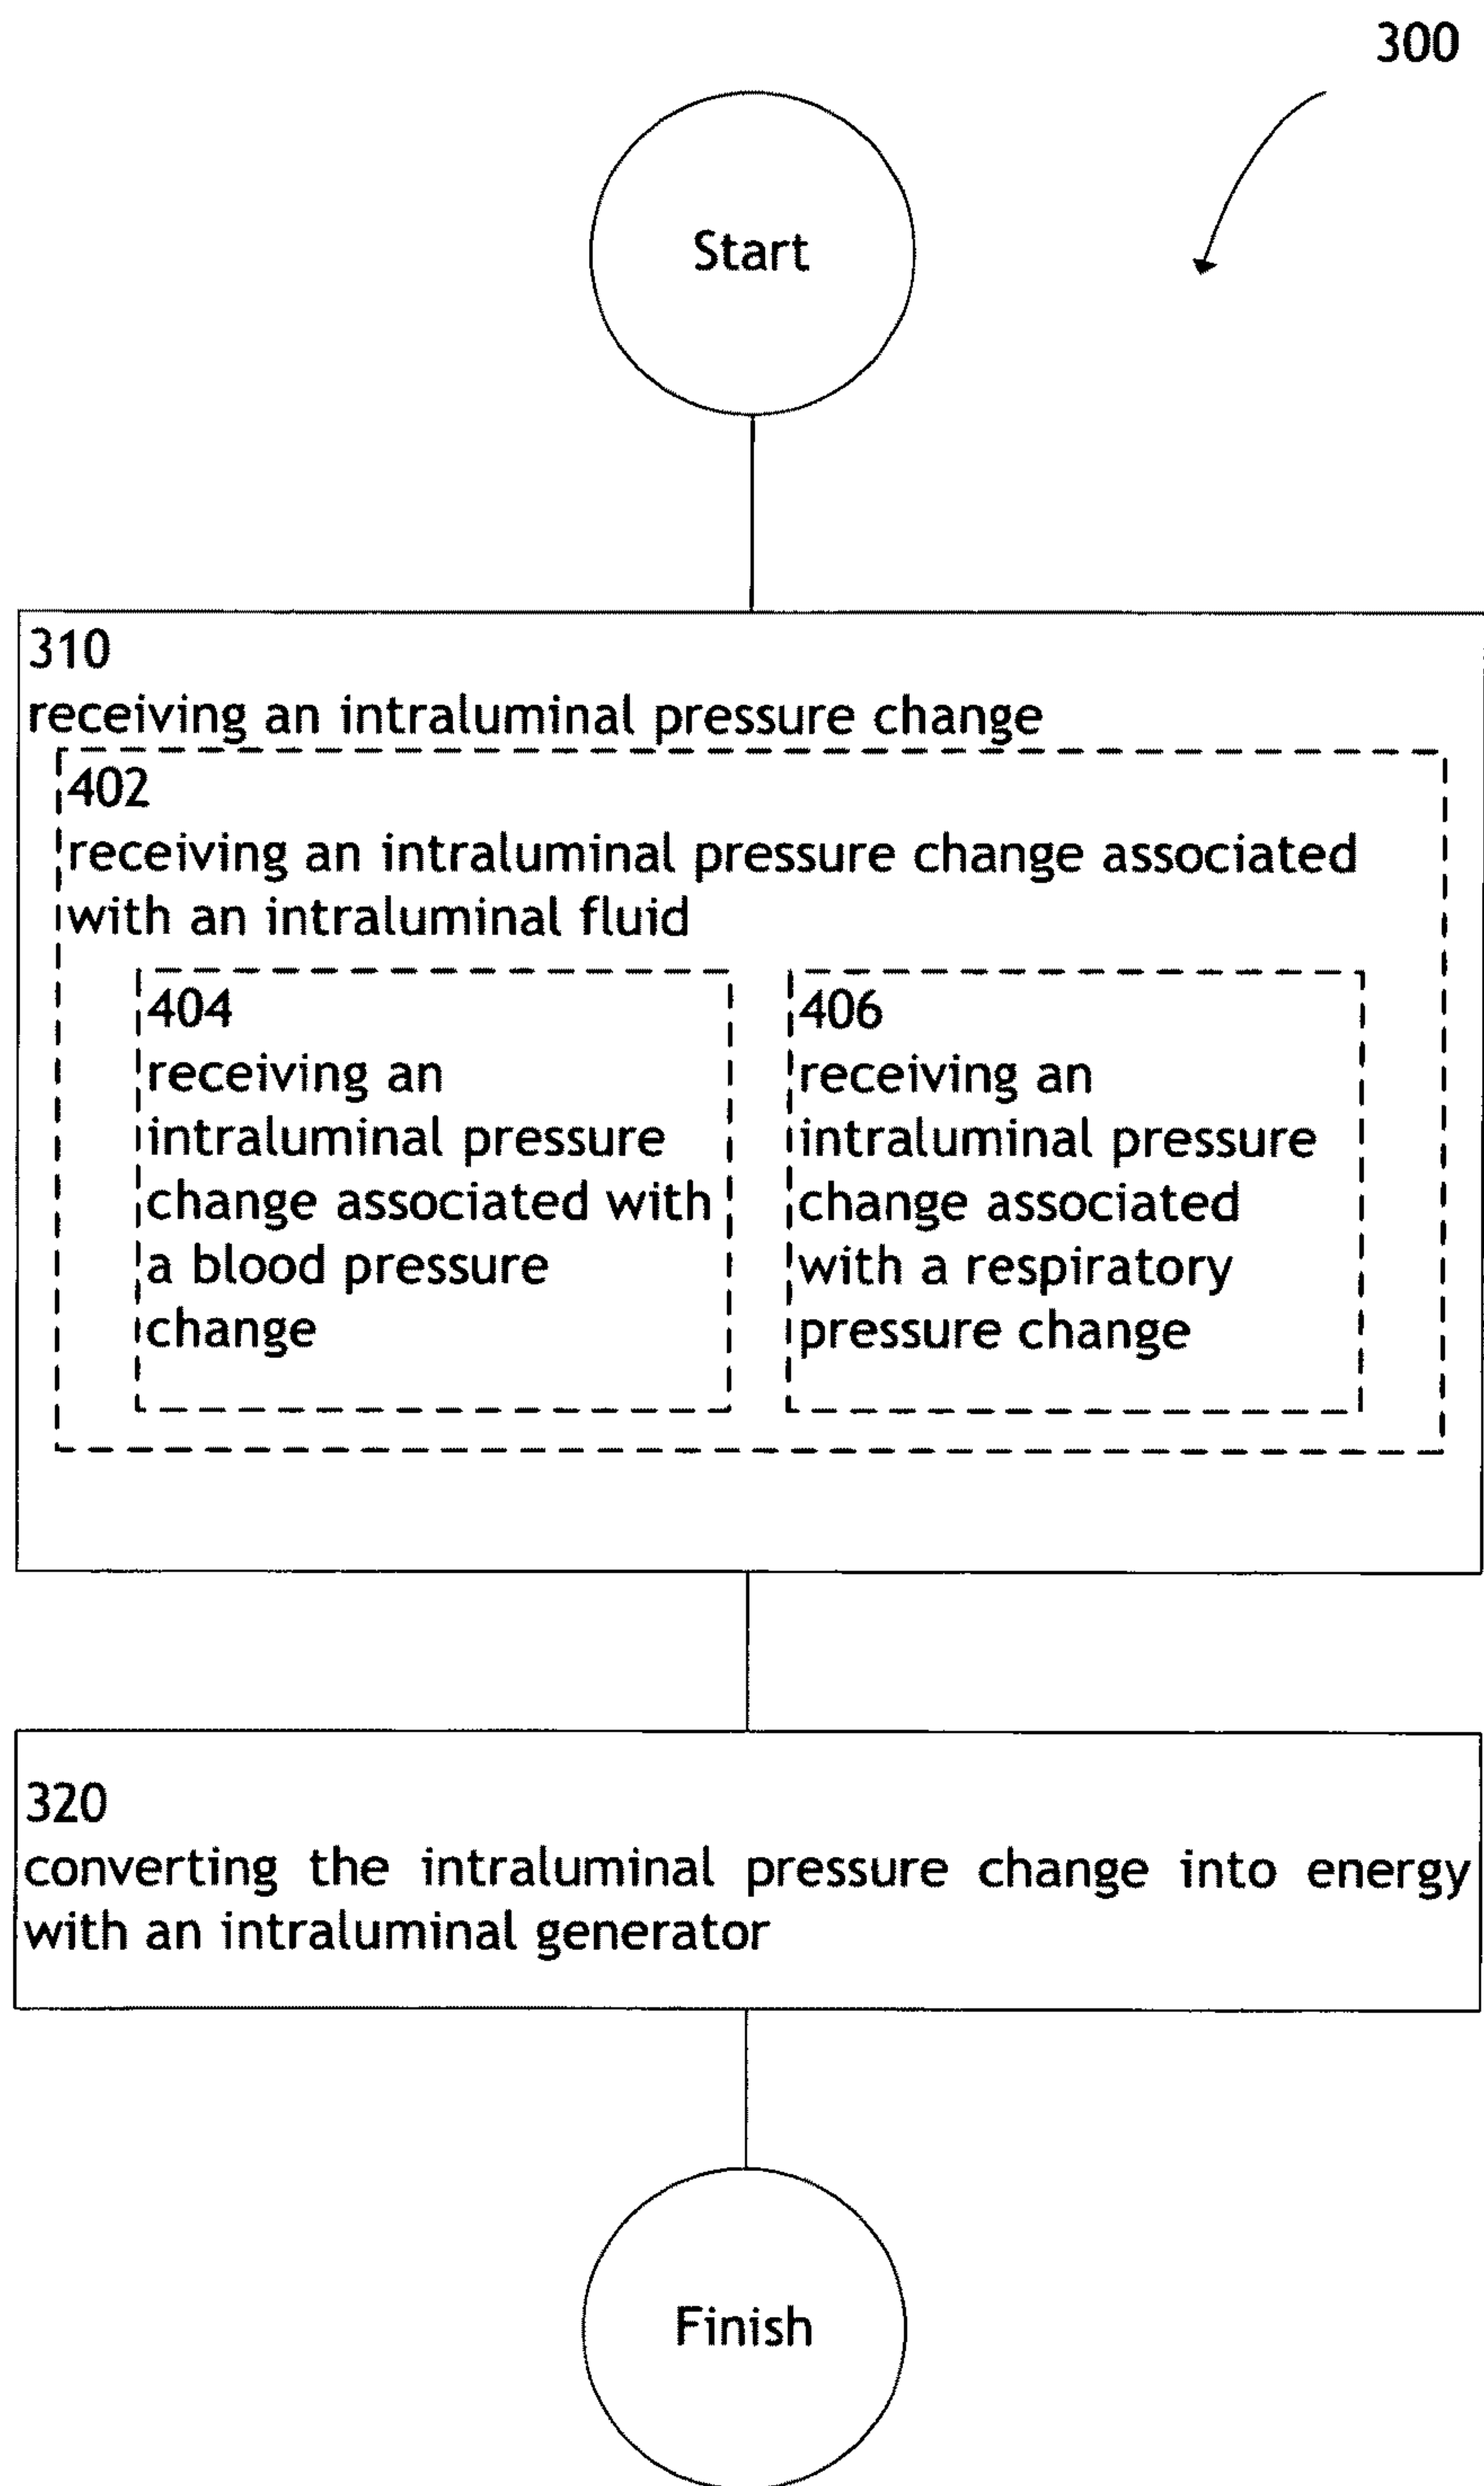 300
Start
310
receiving an intraluminal pressure change
402
receiving an intraluminal pressure change associated
with an intraluminal fluid
404
receiving an
intraluminal pressure
change associated with
a blood pressure
change
406
receiving an
intraluminal pressure
change associated
with a respiratory
pressure change
320
converting the intraluminal pressure change into energy
with an intraluminal generator
Finish